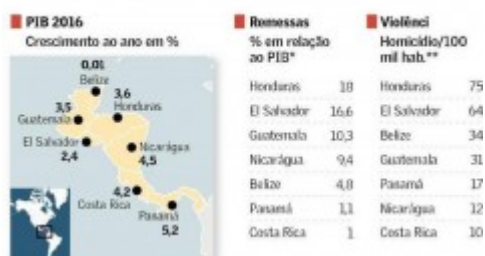 PIB 2016
Crescimento ao ano em %
0,01
Belize
3,6
Honduras
3,5
Guatemala
El Salvador
2,4
Nicarágua
4,5
4,2
Costa Rica
Panamá
5,2
Remessas
% em relação
ao PIB*
Honduras 18
El Salvador 16,6
Guatemala 10,3
Nicarágua 9,4
Belize 4,8
Panamá 1,1
Costa Rica 1
Violênci
Homicídio/100
mil hab.**
Honduras 75
El Salvador 64
Belize 34
Guatemala 31
Panamá 17
Nicarágua 12
Costa Rica 10